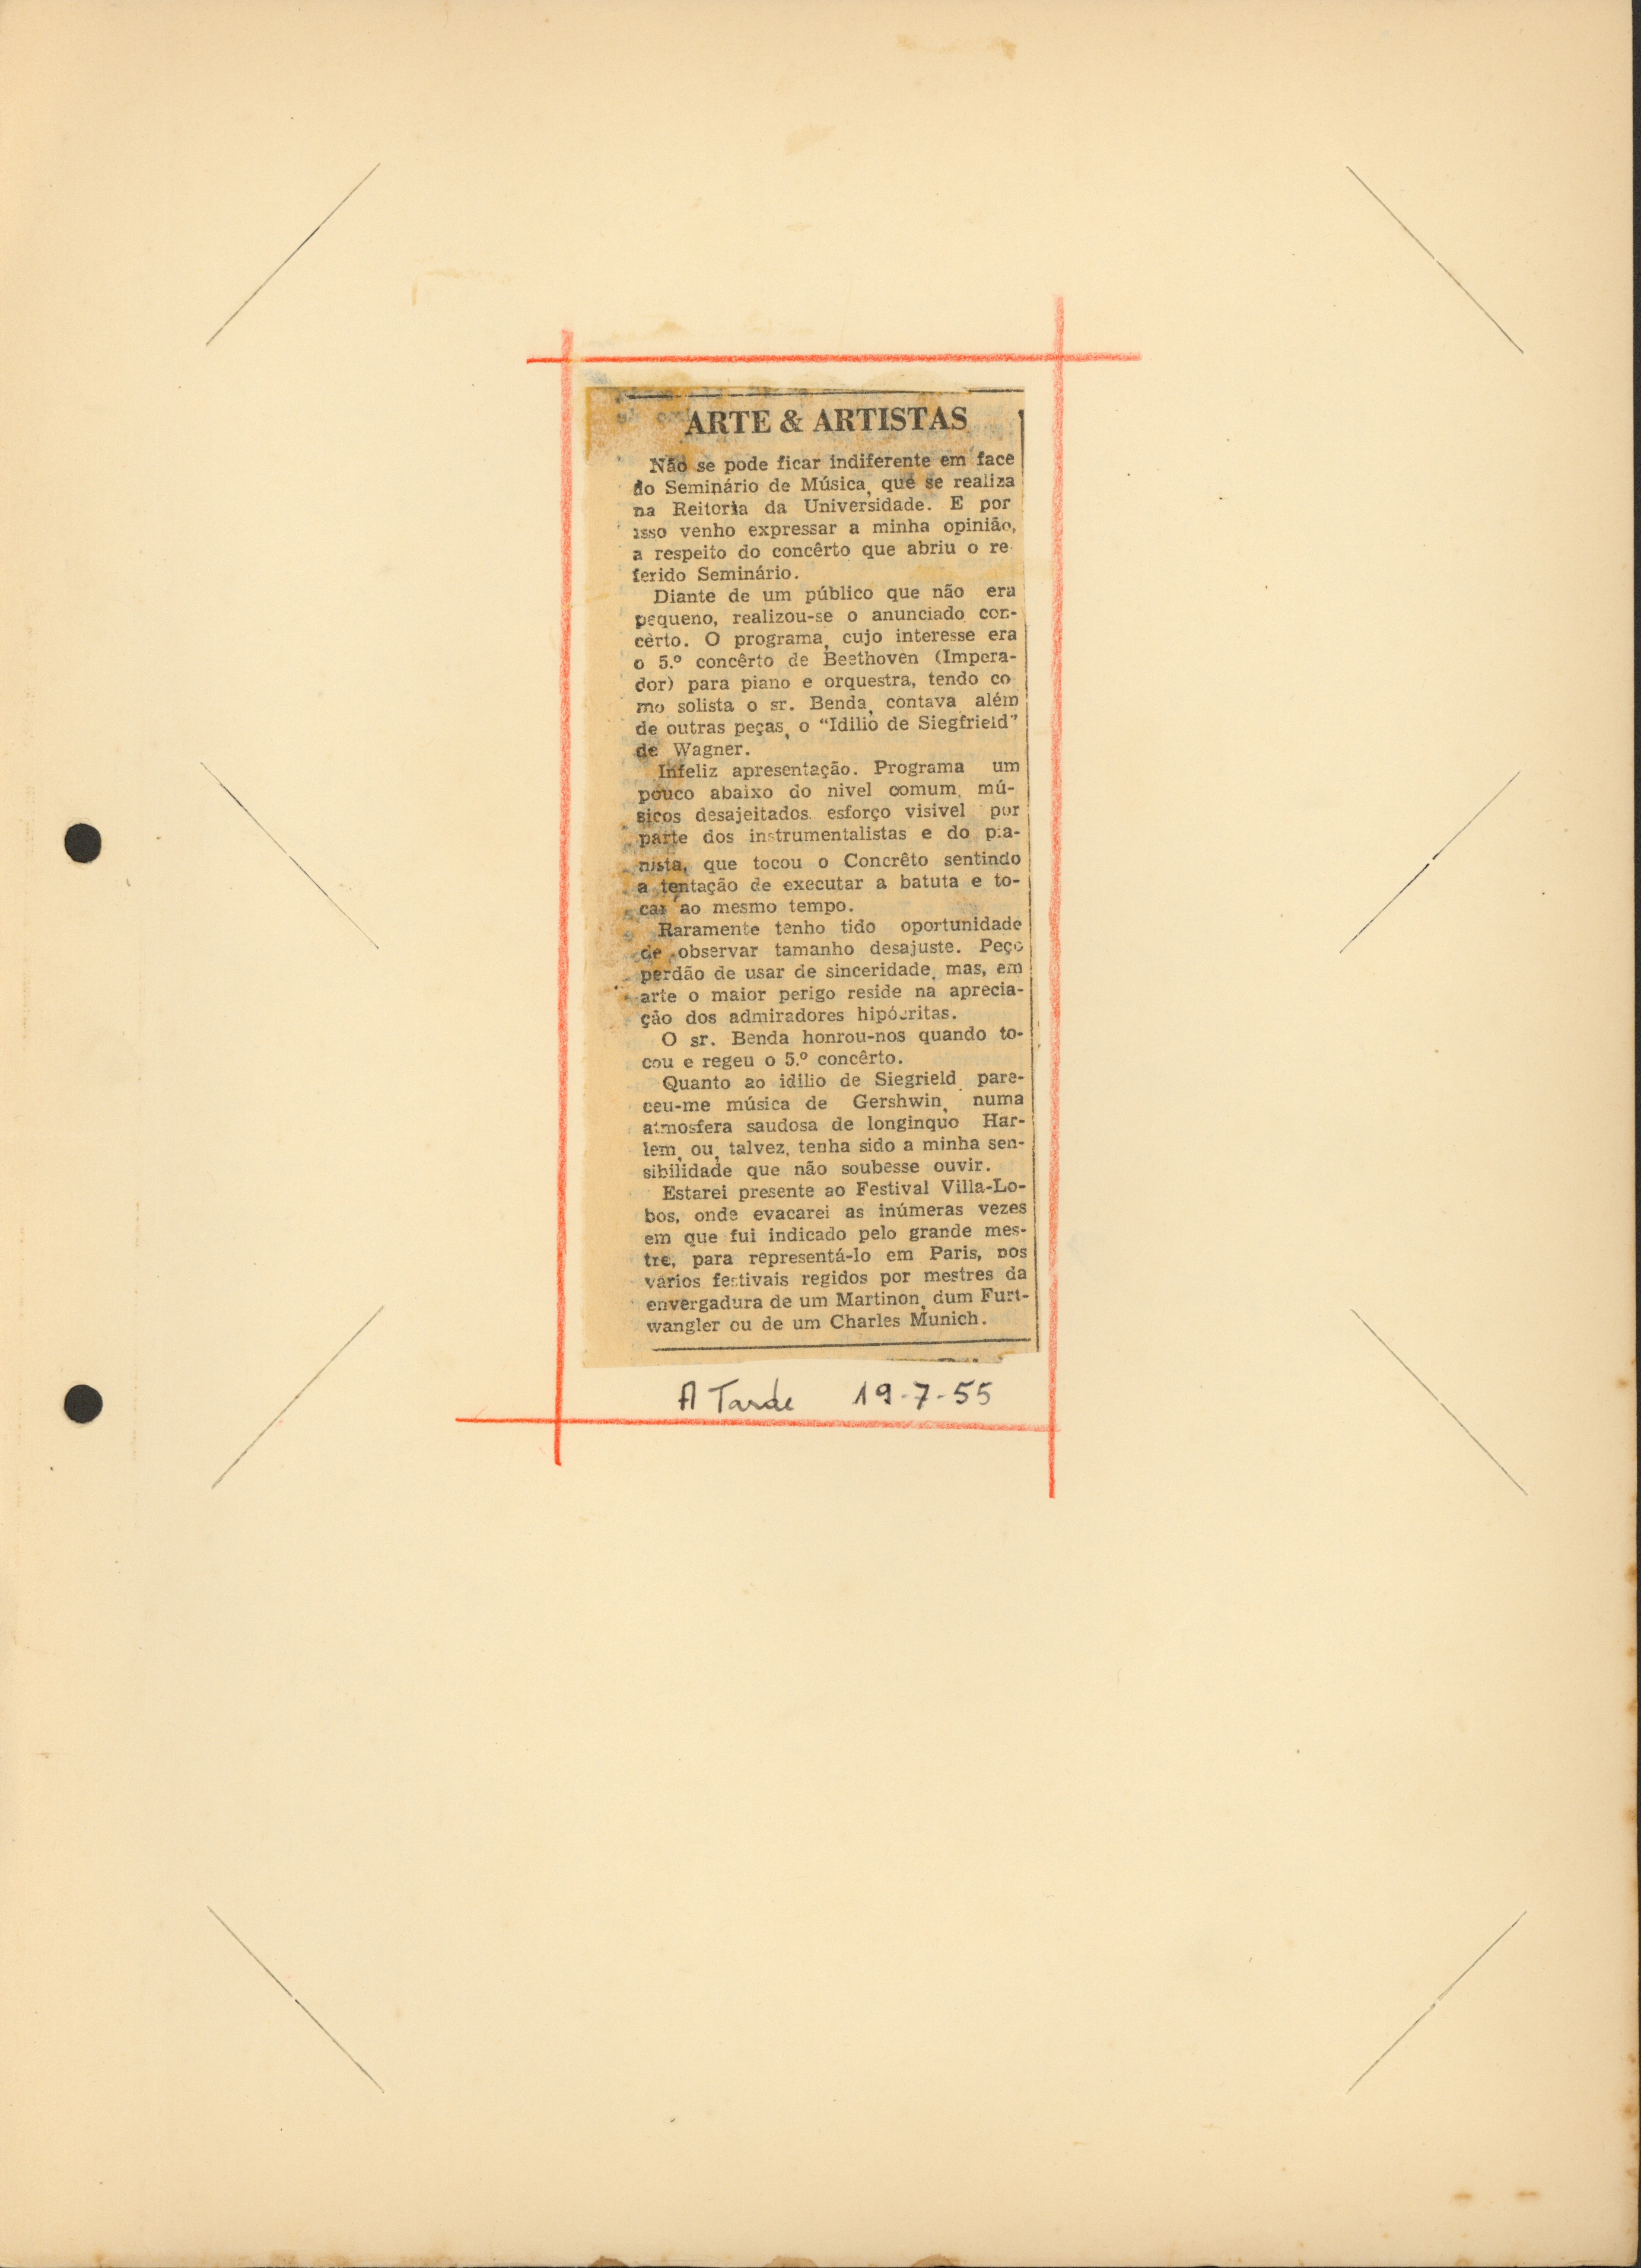 ARTE & ARTISTAS
Não se pode ficar indiferente em face
do Seminário de Música, que se realiza
na Reitoria da Universidade. E por
isso venho expressar a minha opinião,
a respeito do concêrto que abriu o re-
ferido Seminário.
Diante de um público que não era
pequeno, realizou-se o anunciado con-
cêrto. O programa, cujo interesse era
o 5.º concêrto de Beethoven (Impera-
dor) para piano e orquestra, tendo co
mo solista o sr. Benda, contava além
de outras peças, o "Idilio de Siegfrield"
de Wagner.
Infeliz apresentação. Programa um
pouco abaixo do nivel comum, mú-
sicos desajeitados, esforço visivel por
parte dos instrumentalistas e do pia-
nista, que tocou o Concrêto sentindo
a tentação de executar a batuta e to-
car ao mesmo tempo.
Raramente tenho tido oportunidade
de observar tamanho desajuste. Peço
perdão de usar de sinceridade, mas, em
arte o maior perigo reside na aprecia-
ção dos admiradores hipócritas.
O sr. Benda honrou-nos quando to-
cou e regeu o 5.º concêrto.
Quanto ao idilio de Siegrield, pare-
ceu-me música de Gershwin, numa
atmosfera saudosa de longinquo Har-
lem, ou, talvez, tenha sido a minha sen-
sibilidade que não soubesse ouvir.
Estarei presente ao Festival Villa-Lo-
bos, onde evacarei as inúmeras vezes
em que fui indicado pelo grande mes-
tre, para representá-lo em Paris, nos
vários festivais regidos por mestres da
envergadura de um Martinon, dum Furt-
wangler ou de um Charles Munich.
A Tarde 19-7-55